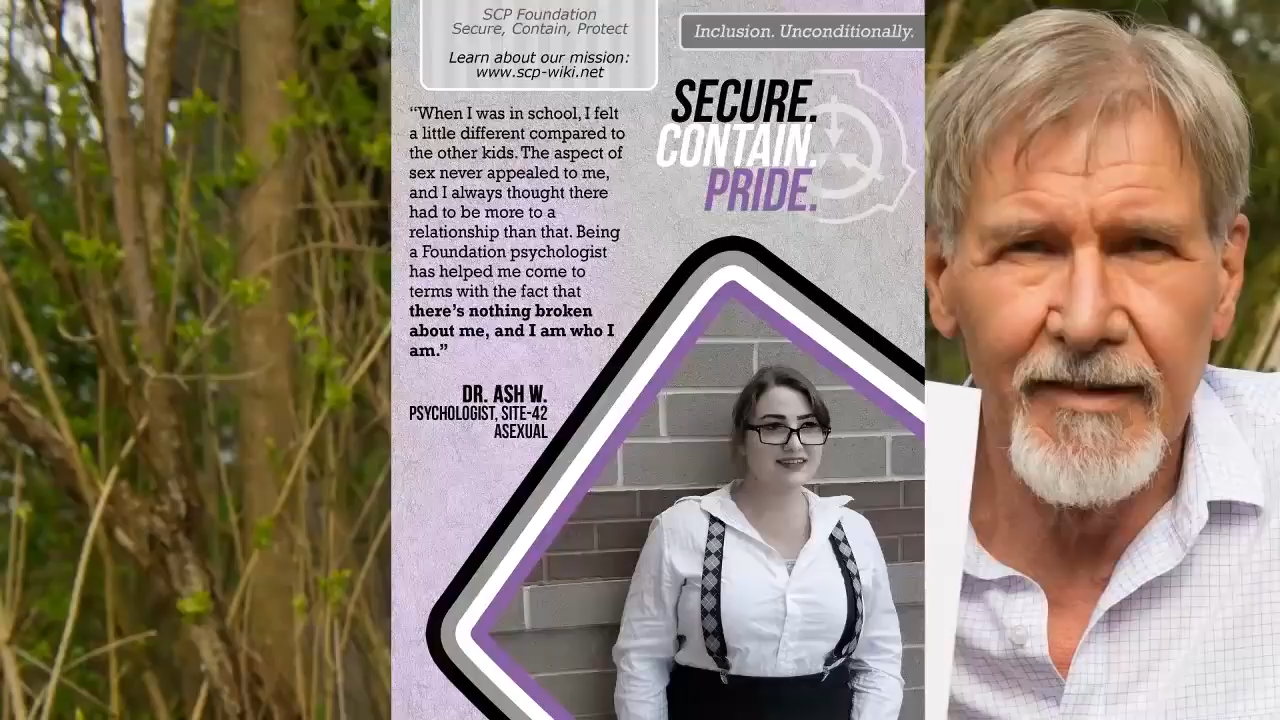 SCP Foundation
Secure, Contain, Protect
Learn about our mission:
www.scp-wiki.net
Inclusion. Unconditionally.
SECURE.
CONTAIN.
PRIDE.
“When I was in school, I felt
a little different compared to
the other kids. The aspect of
sex never appealed to me,
and I always thought there
had to be more to a
relationship than that. Being
a Foundation psychologist
has helped me come to
terms with the fact that
there’s nothing broken
about me, and I am who I
am.”
DR. ASH W.
PSYCHOLOGIST, SITE-42
ASEXUAL